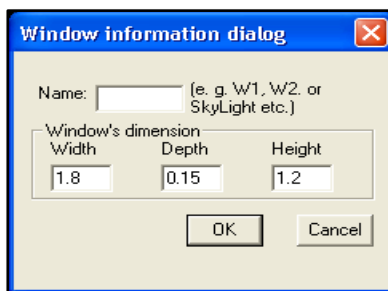 Window information dialog
Name: (e. g. W1, W2. or
SkyLight etc.)
Window's dimension
Width Depth Height
1.8 0.15 1.2
OK Cancel